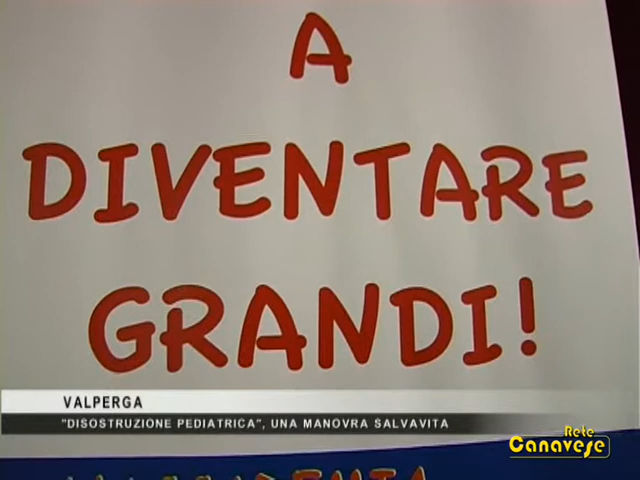 A
DIVENTARE
GRANDI!
VALPERGA
"DISOSTRUZIONE PEDIATRICA", UNA MANOVRA SALVAVITA
Rete
Canavese